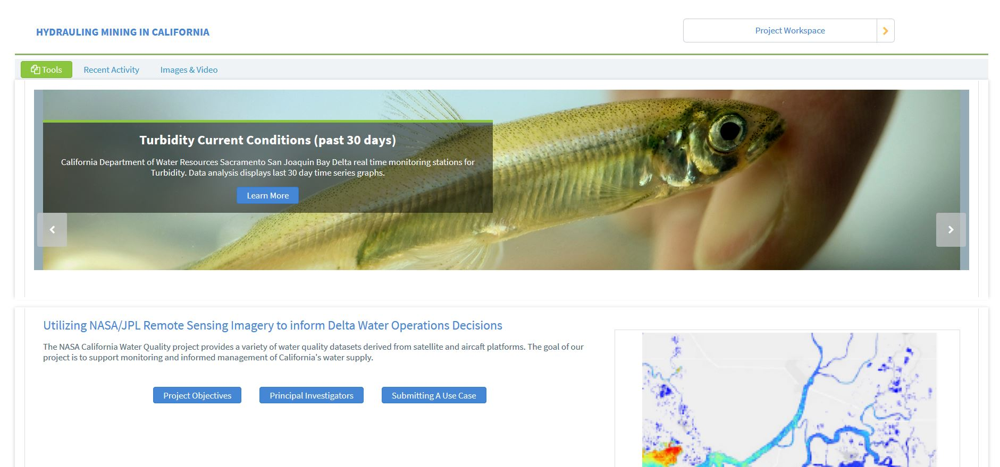 HYDRAULING MINING IN CALIFORNIA
Project Workspace
Tools
Recent Activity
Images & Video
Turbidity Current Conditions (past 30 days)
California Department of Water Resources Sacramento San Joaquin Bay Delta real time monitoring stations for
Turbidity. Data analysis displays last 30 day time series graphs.
Learn More
Utilizing NASA/JPL Remote Sensing Imagery to inform Delta Water Operations Decisions
The NASA California Water Quality project provides a variety of water quality datasets derived from satellite and aircaft platforms. The goal of our
project is to support monitoring and informed management of California's water supply.
Project Objectives
Principal Investigators
Submitting A Use Case